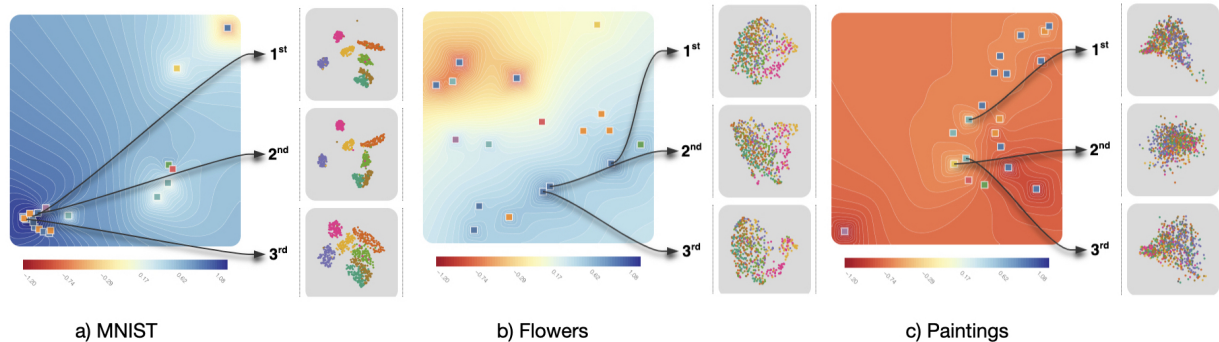 1st
2nd
3rd
-1.20 -0.74 -0.29 0.17 0.62 1.08
a) MNIST
1st
2nd
3rd
-1.20 -0.74 -0.29 0.17 0.62 1.08
b) Flowers
1st
2nd
3rd
-1.20 -0.74 -0.29 0.17 0.62 1.08
c) Paintings